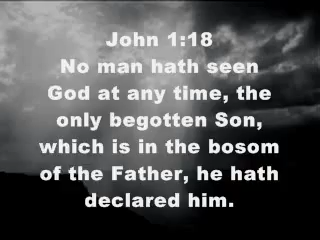 John 1:18
No man hath seen
God at any time, the
only begotten Son,
which is in the bosom
of the Father, he hath
declared him.